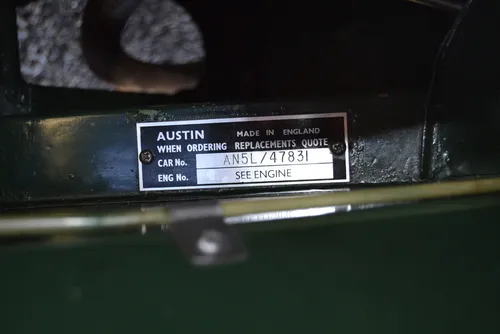 AUSTIN MADE IN ENGLAND
WHEN ORDERING REPLACEMENTS QUOTE
CAR No. AN5L/47831
ENG No. SEE ENGINE